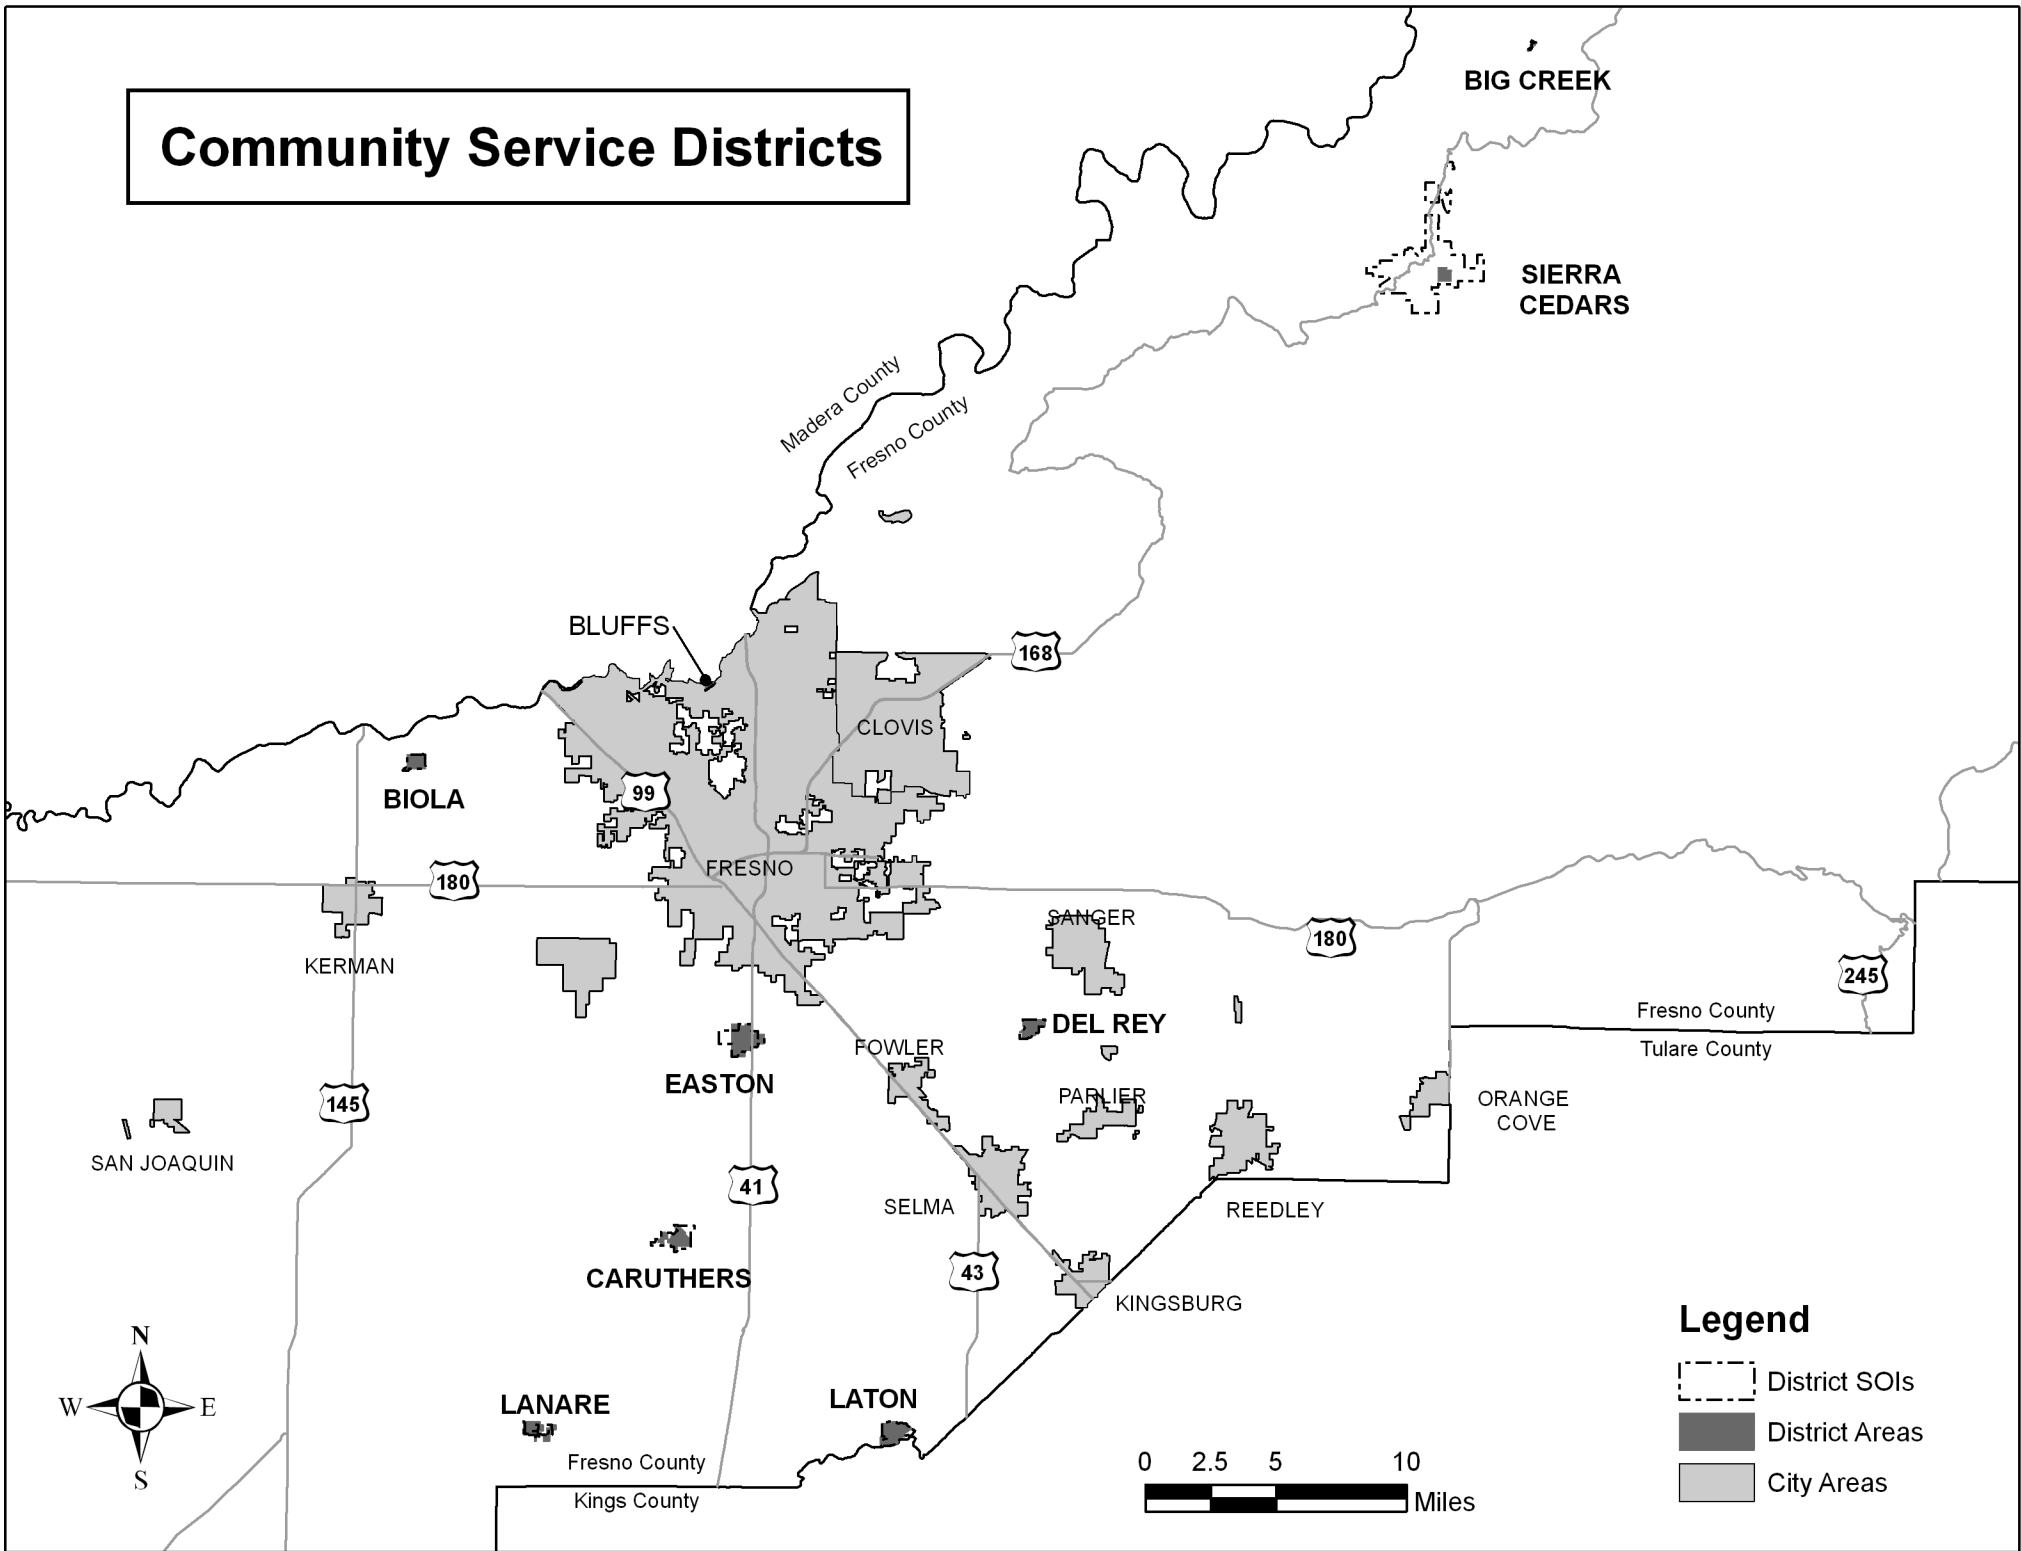 BIG CREEK
Community Service Districts
SIERRA
CEDARS
Madera County
Fresno County
BLUFFS
168
CLOVIS
99
BIOLA
FRESNO
180
SANGER
180
KERMAN
245
Fresno County
DEL REY
FOWLER
Tulare County
EASTON
PARLIER
ORANGE
COVE
145
SAN JOAQUIN
41
SELMA
REEDLEY
43
CARUTHERS
KINGSBURG
Legend
N
W
E
S
District SOIs
LANARE
LATON
District Areas
Fresno County
Kings County
0 2.5 5 10
Miles
City Areas